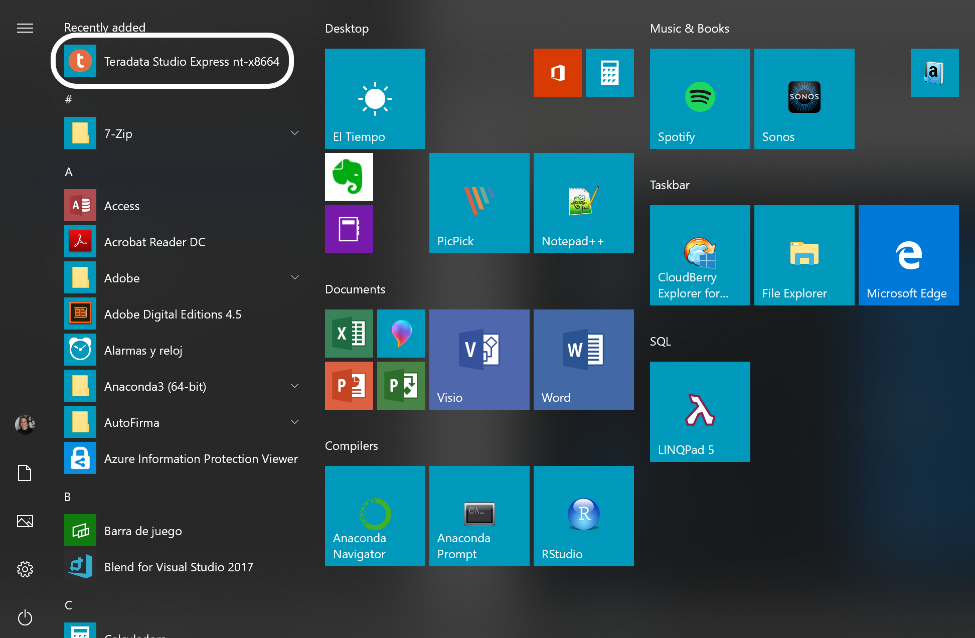 Recently added
Teradata Studio Express nt-x8664
#
7-Zip
A
Access
Acrobat Reader DC
Adobe
Adobe Digital Editions 4.5
Alarmas y reloj
Anaconda3 (64-bit)
AutoFirma
Azure Information Protection Viewer
B
Barra de juego
Blend for Visual Studio 2017
C
Calculadora
Desktop
El Tiempo
PicPick
Notepad++
Documents
Visio
Word
Compilers
Anaconda
Navigator
Anaconda
Prompt
RStudio
Music & Books
Spotify
SONOS
Sonos
Taskbar
CloudBerry
Explorer for...
File Explorer
Microsoft Edge
SQL
LINQPad 5